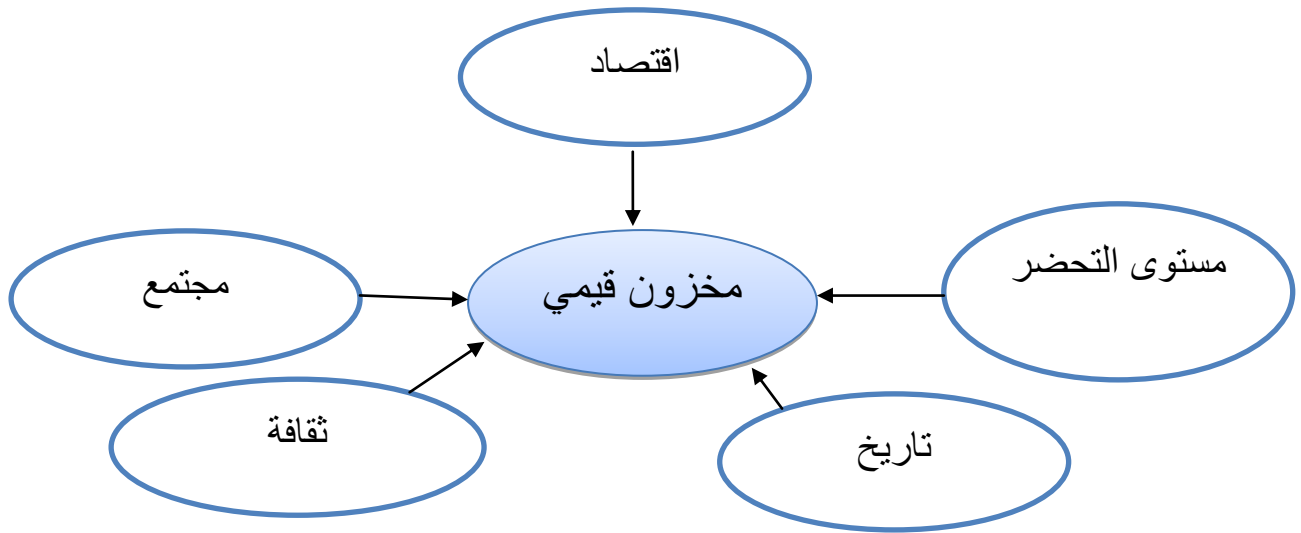 اقتصاد
مستوى التحضر
مخزون قيمي
مجتمع
تاريخ
ثقافة